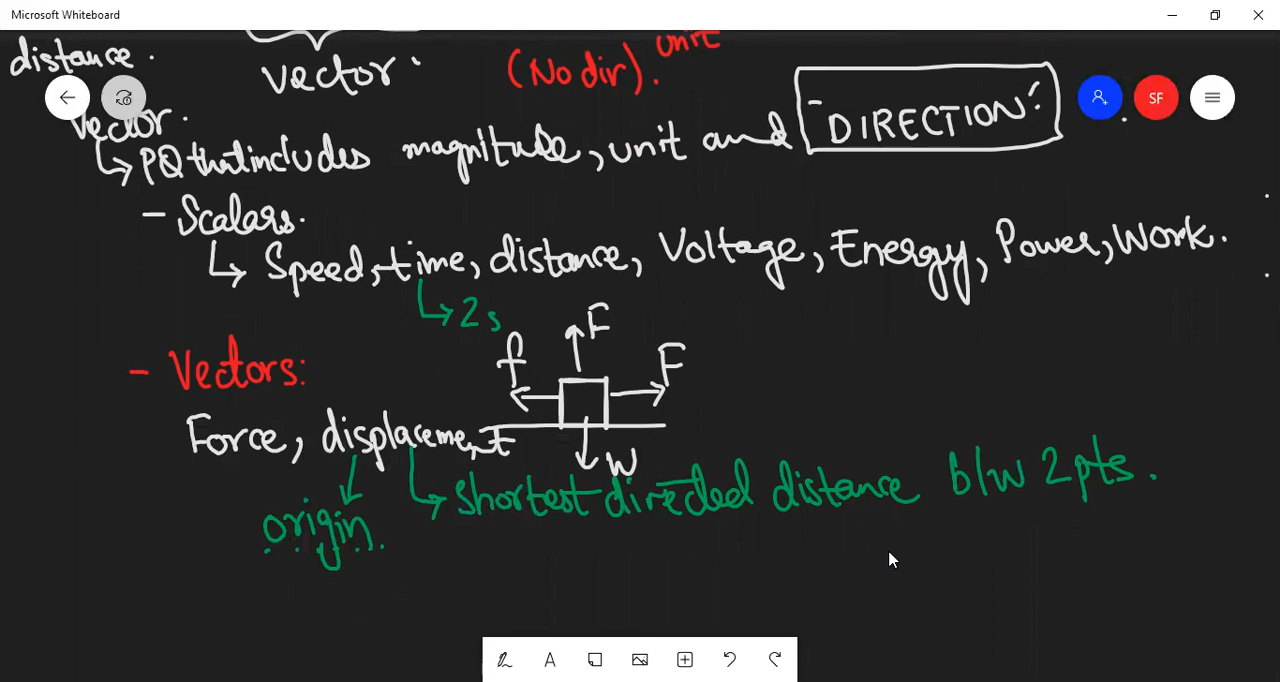 Microsoft Whiteboard
distance.
vector.
(No dir). unit
vector.
PQ that includes magnitude, unit and "DIRECTION"
SF
- Scalars.
Speed, time, distance, Voltage, Energy, Power, Work.
2 s
F
f
F
- Vectors:
Force, displacement
W
shortest directed distance b/w 2 pts.
origin
A